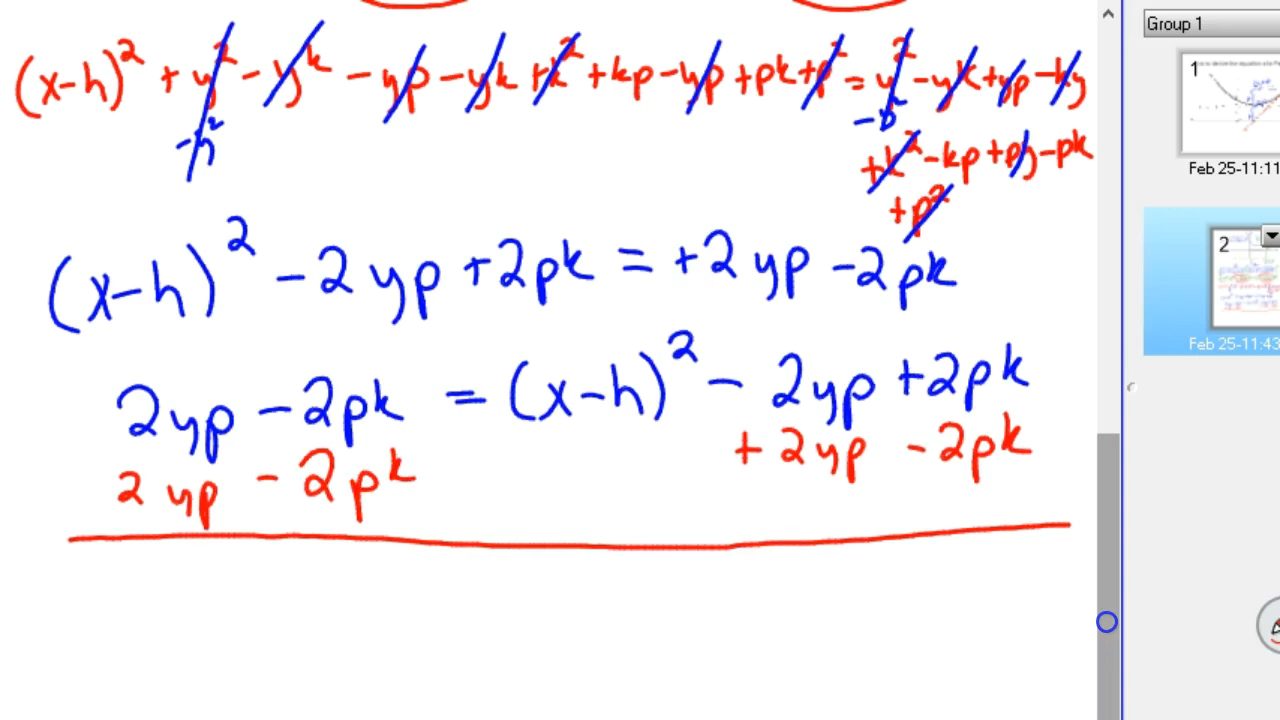 (x-h)² + y² - yk - yp - yk + k² + kp - yp + pk + p² = y² - yk + yp - ky
-y² -y²
+k² - kp + py - pk
+p²
(x-h)² - 2yp + 2pk = +2yp - 2pk
2yp - 2pk = (x-h)² - 2yp + 2pk
2yp - 2pk + 2yp - 2pk
Group 1
1
Feb 25-11:11
2
Feb 25-11:43